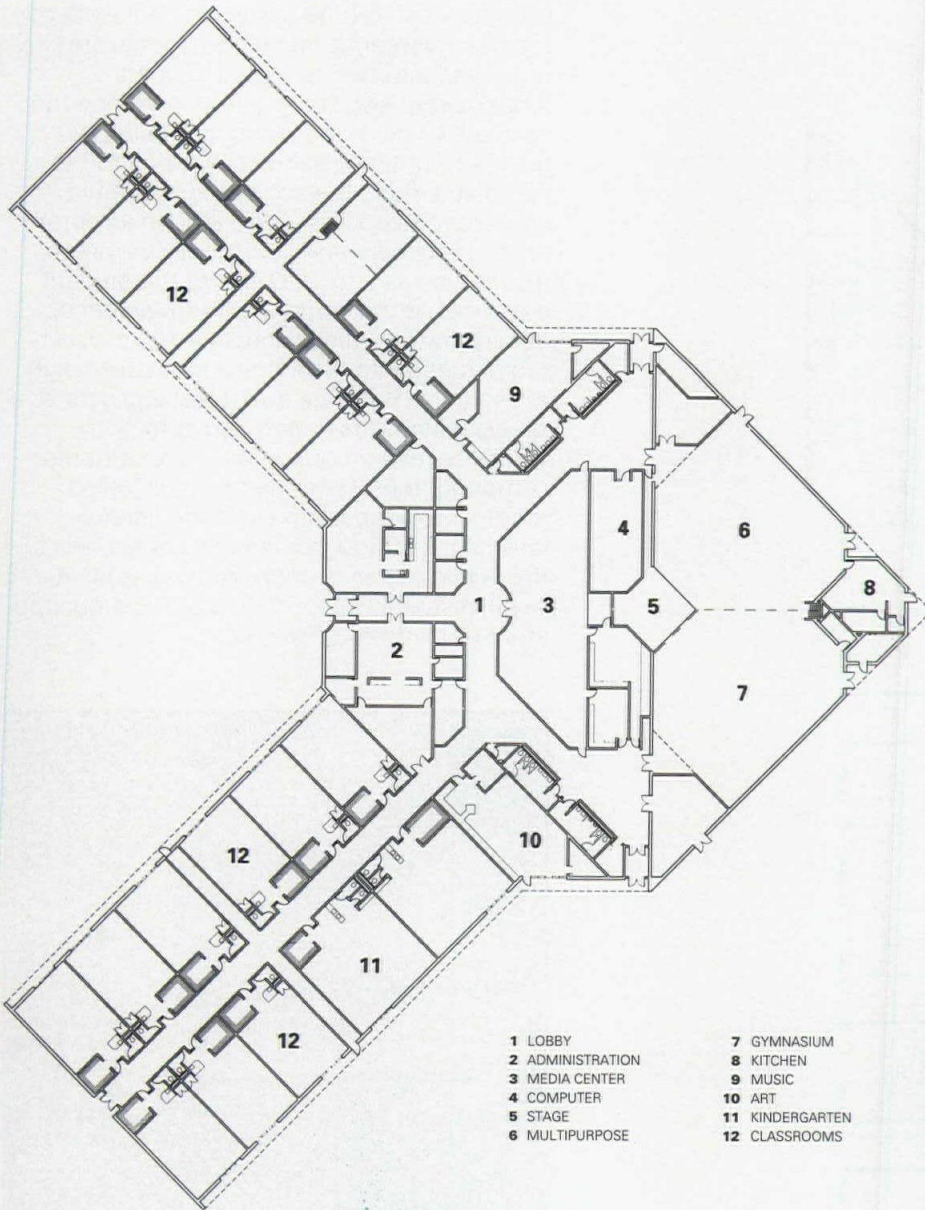 12
12
9
6
4
8
1
3
5
2
7
10
12
11
12
1 LOBBY
2 ADMINISTRATION
3 MEDIA CENTER
4 COMPUTER
5 STAGE
6 MULTIPURPOSE
7 GYMNASIUM
8 KITCHEN
9 MUSIC
10 ART
11 KINDERGARTEN
12 CLASSROOMS